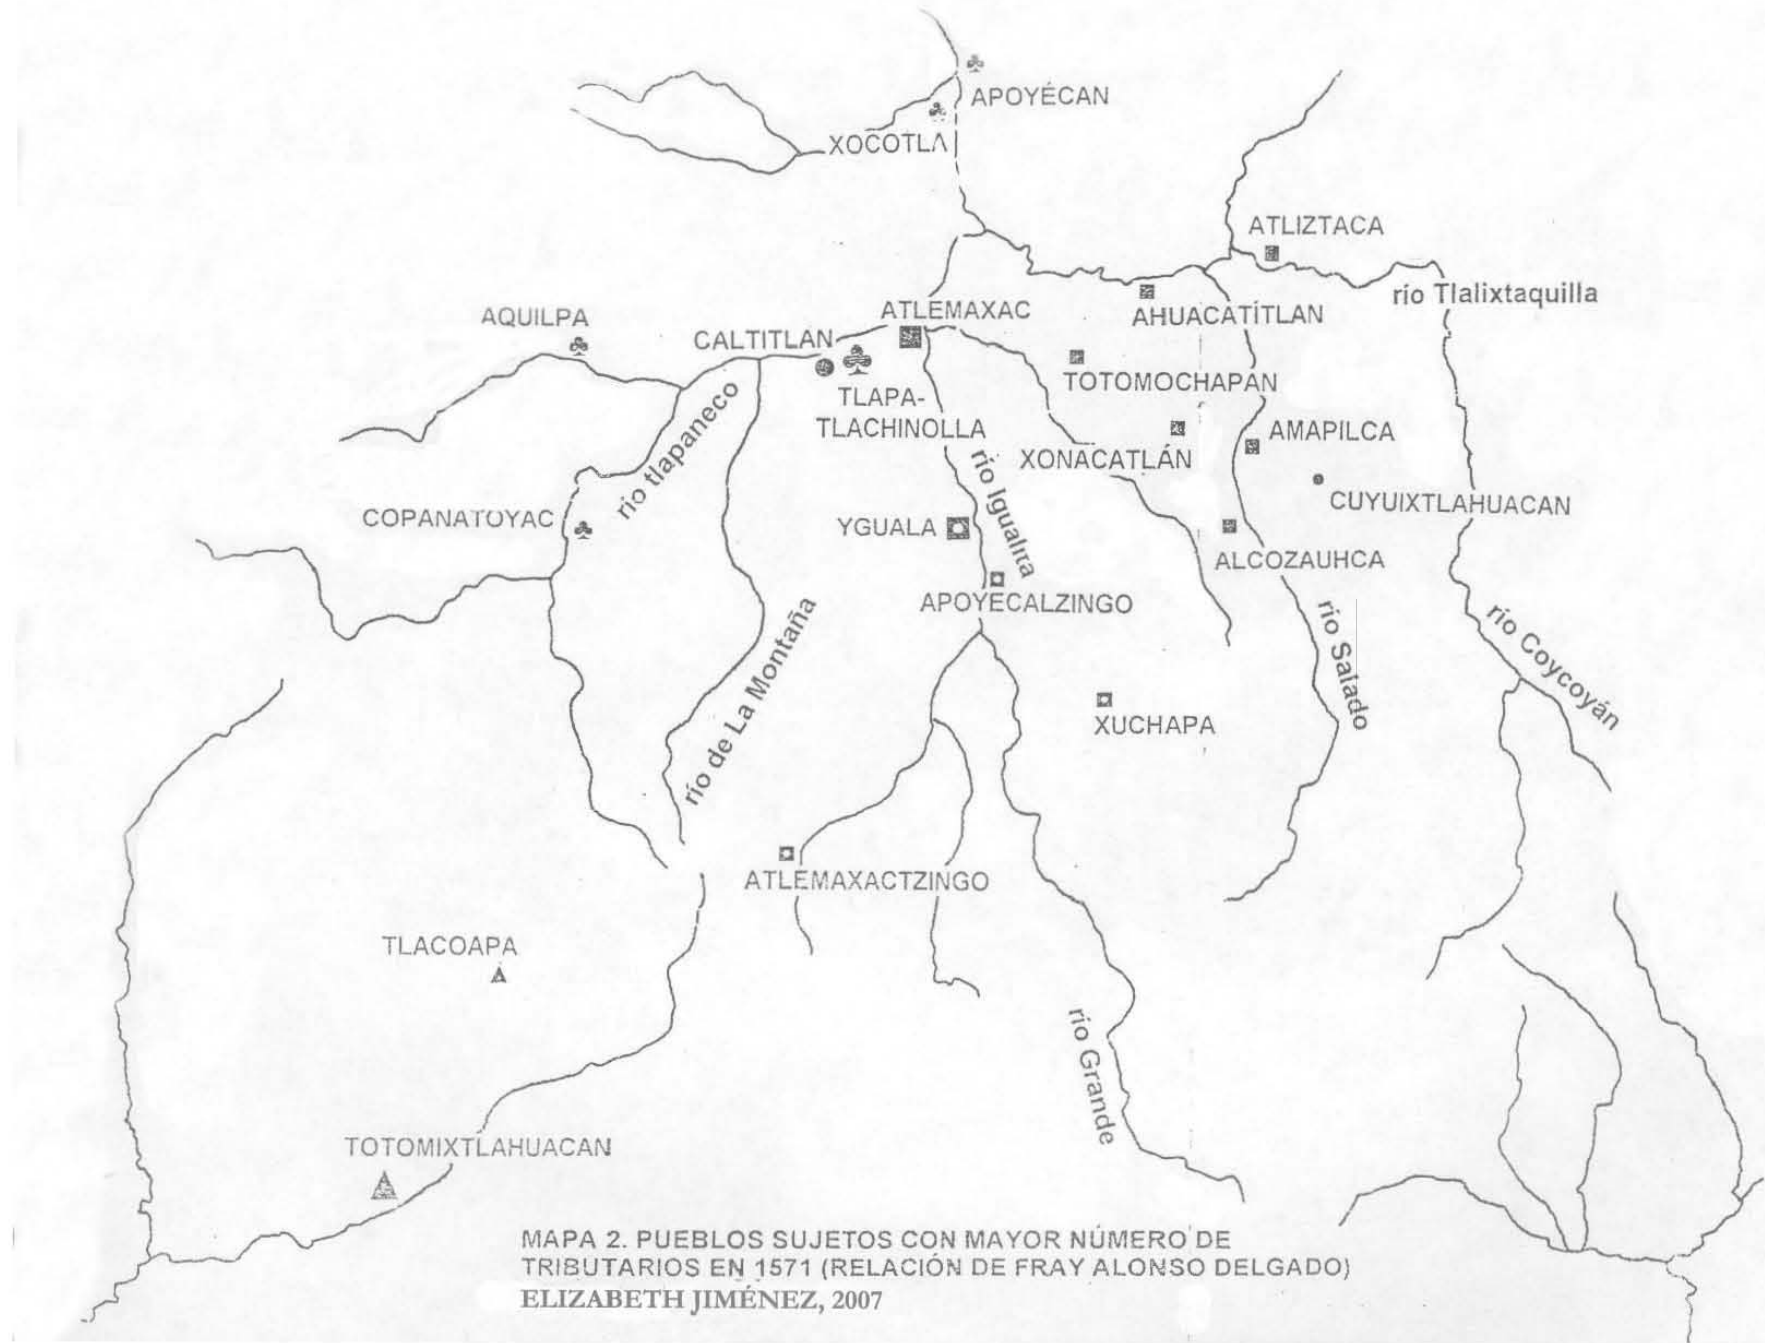 APOYÉCAN
XOCOTLA
ATLIZTACA
río Tlalixtaquilla
AQUILPA
CALTITLAN
ATLEMAXAC
AHUACATÍTLAN
TOTOMOCHAPAN
TLAPA-
TLACHINOLLA
río tlapaneco
AMAPILCA
XONACATLÁN
río Igualita
CUYUIXTLAHUACAN
COPANATOYAC
YGUALA
ALCOZAUHCA
APOYECALZINGO
río de La Montaña
río Salado
río Coycoyán
XUCHAPA
ATLEMAXACTZINGO
TLACOAPA
río Grande
TOTOMIXTLAHUACAN
MAPA 2. PUEBLOS SUJETOS CON MAYOR NÚMERO DE
TRIBUTARIOS EN 1571 (RELACIÓN DE FRAY ALONSO DELGADO)
ELIZABETH JIMÉNEZ, 2007